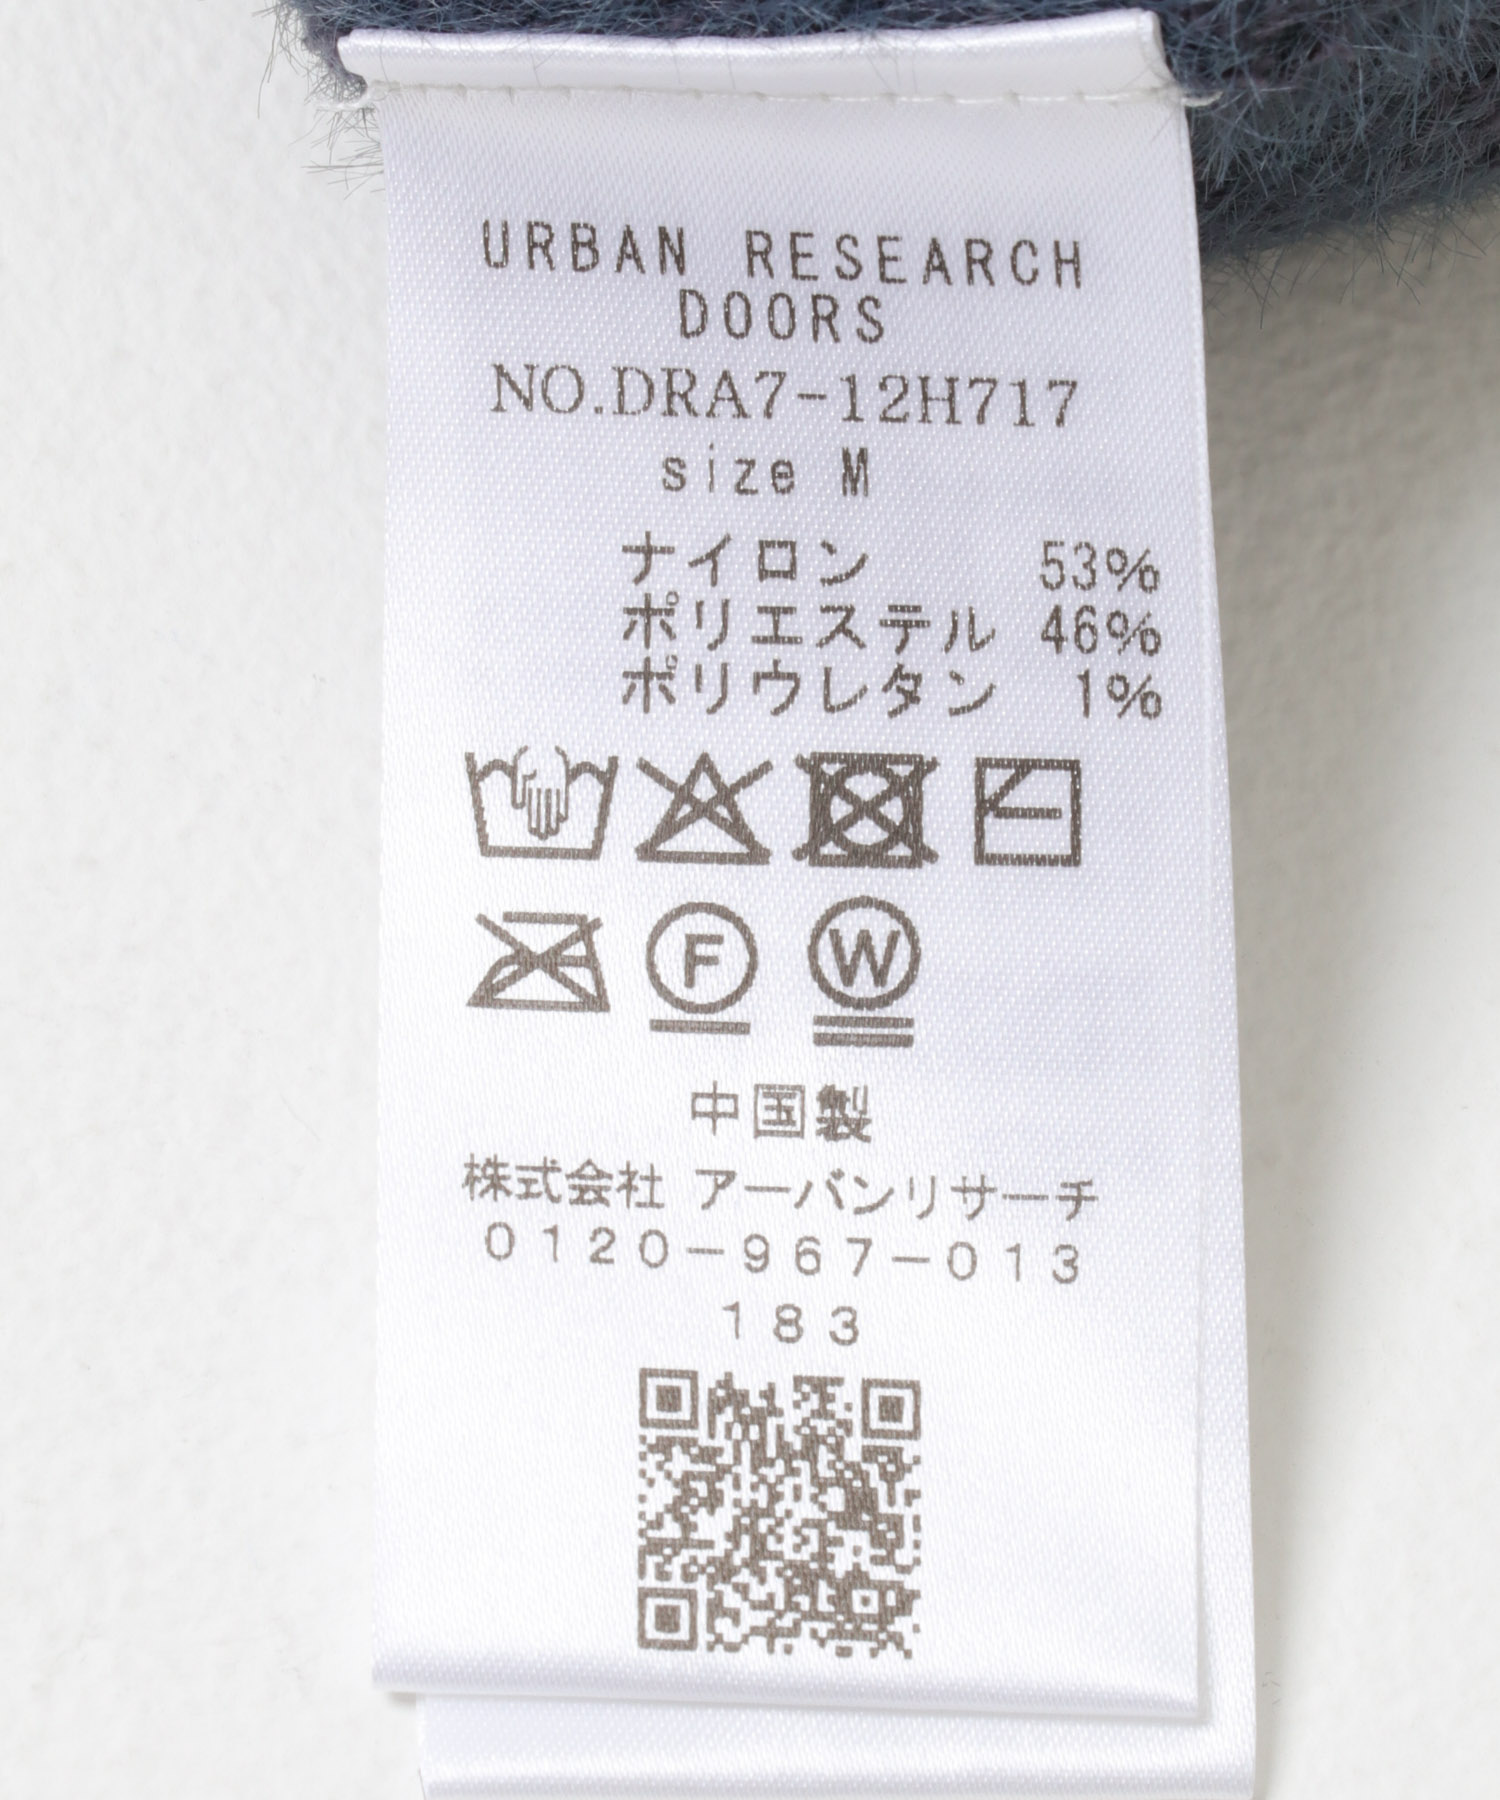 URBAN RESEARCH
DOORS
NO.DRA7-12H717
size M
ナイロン 53%
ポリエステル 46%
ポリウレタン 1%
F W
中国製
株式会社 アーバンリサーチ
0120-967-013
183